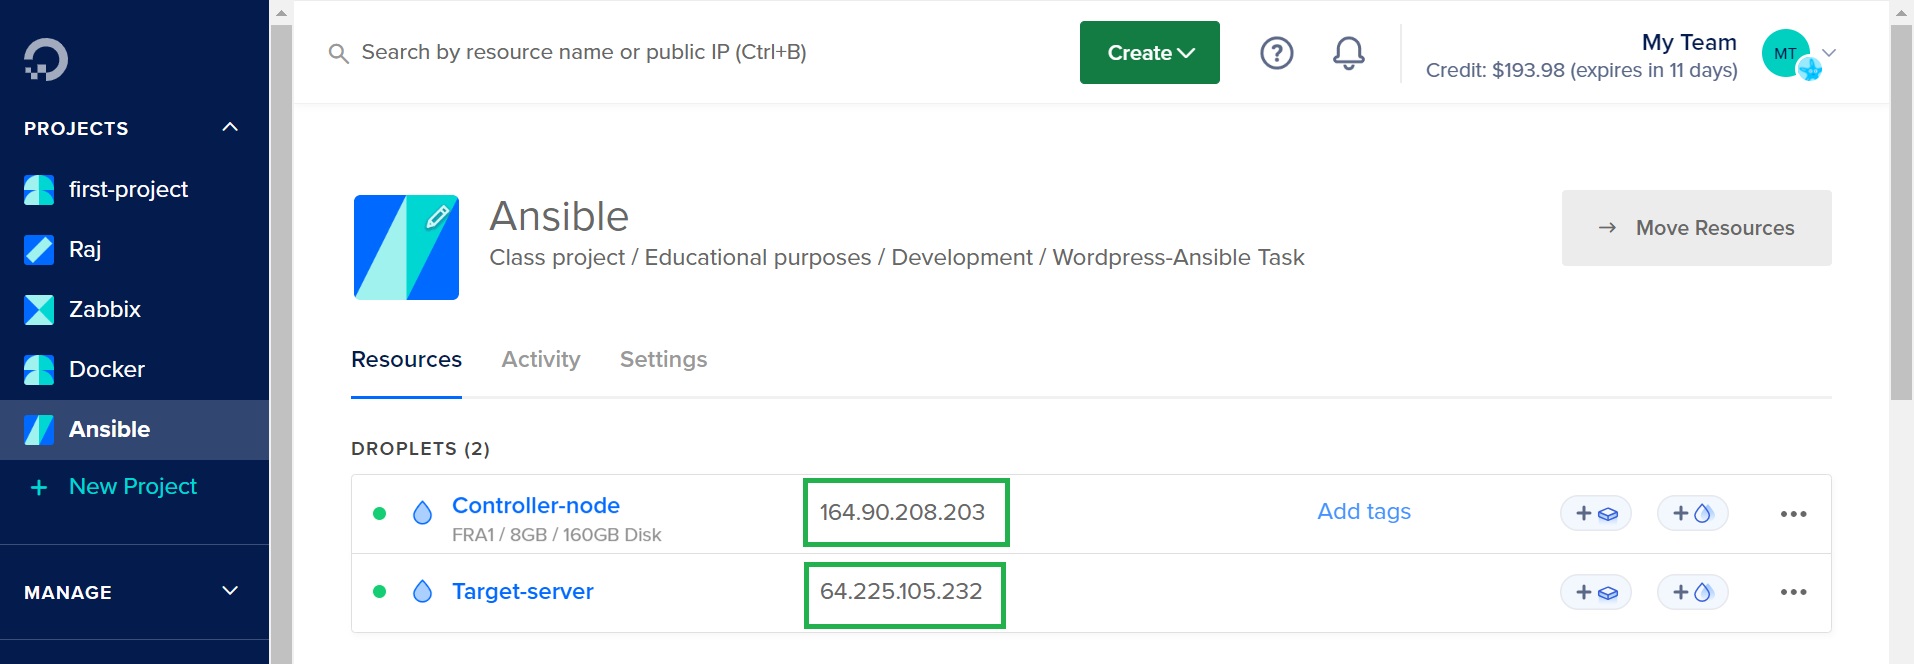 Search by resource name or public IP (Ctrl+B)
Create
?
My Team
Credit: $193.98 (expires in 11 days)
MT
PROJECTS
first-project
Raj
Zabbix
Docker
Ansible
+ New Project
MANAGE
Ansible
Class project / Educational purposes / Development / Wordpress-Ansible Task
→ Move Resources
Resources Activity Settings
DROPLETS (2)
Controller-node
FRA1 / 8GB / 160GB Disk
164.90.208.203
Add tags
+ +
Target-server
64.225.105.232
+ +